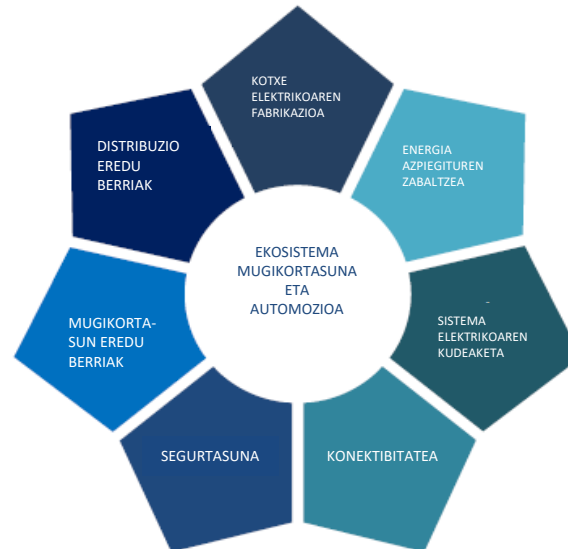 KOTXE
ELEKTRIKOAREN
FABRIKAZIOA
ENERGIA
AZPIEGITUREN
ZABALTZEA
SISTEMA
ELEKTRIKOAREN
KUDEAKETA
KONEKTIBITATEA
SEGURTASUNA
MUGIKORTA-
SUN EREDU
BERRIAK
DISTRIBUZIO
EREDU
BERRIAK
EKOSISTEMA
MUGIKORTASUNA
ETA
AUTOMOZIOA